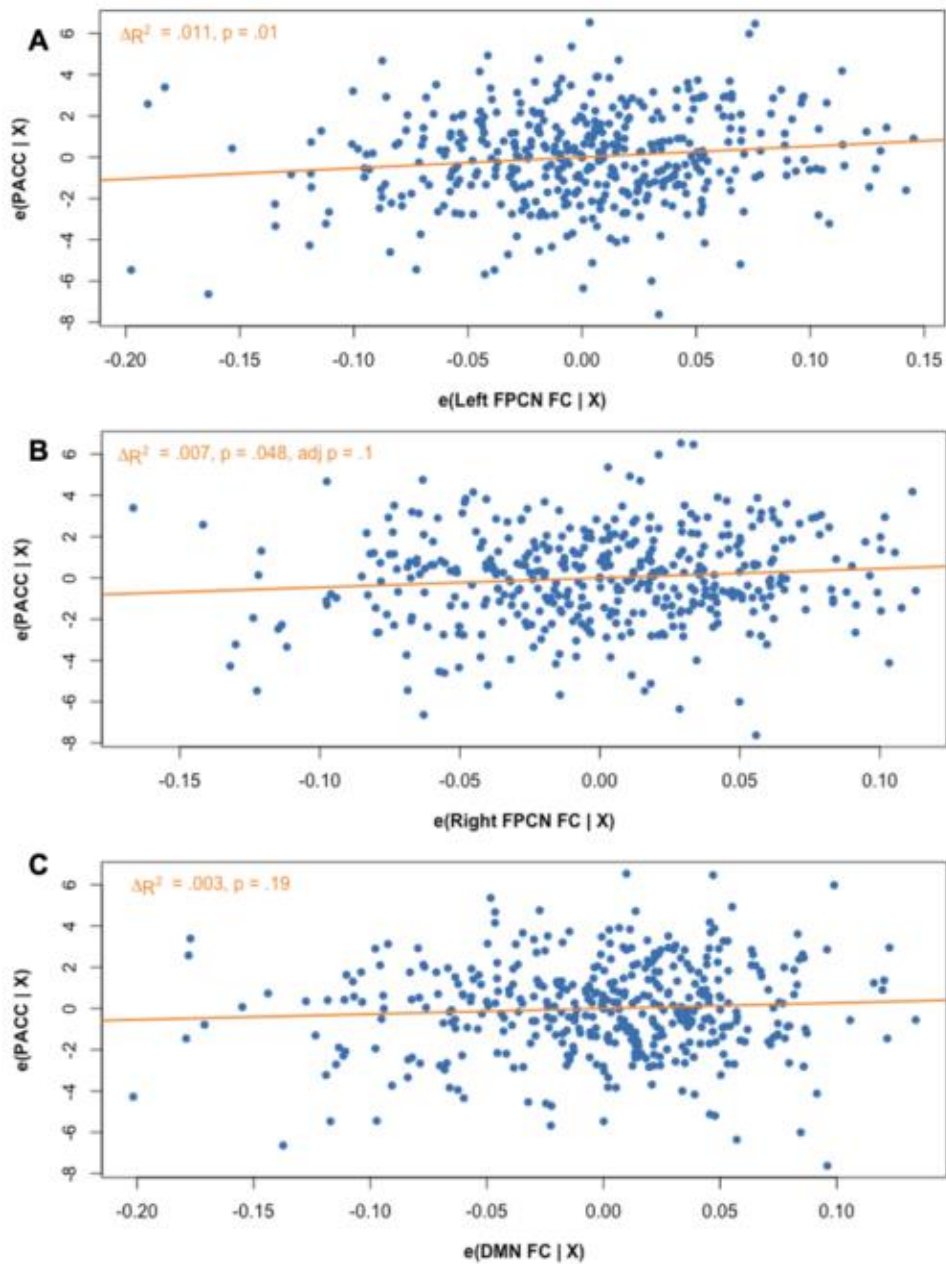 A
ΔR² = .011, p = .01
6
4
2
0
-2
-4
-6
-8
e(PACC | X)
-0.20 -0.15 -0.10 -0.05 0.00 0.05 0.10 0.15
e(Left FPCN FC | X)
B
ΔR² = .007, p = .048, adj p = .1
6
4
2
0
-2
-4
-6
-8
e(PACC | X)
-0.15 -0.10 -0.05 0.00 0.05 0.10
e(Right FPCN FC | X)
C
ΔR² = .003, p = .19
6
4
2
0
-2
-4
-6
-8
e(PACC | X)
-0.20 -0.15 -0.10 -0.05 0.00 0.05 0.10
e(DMN FC | X)